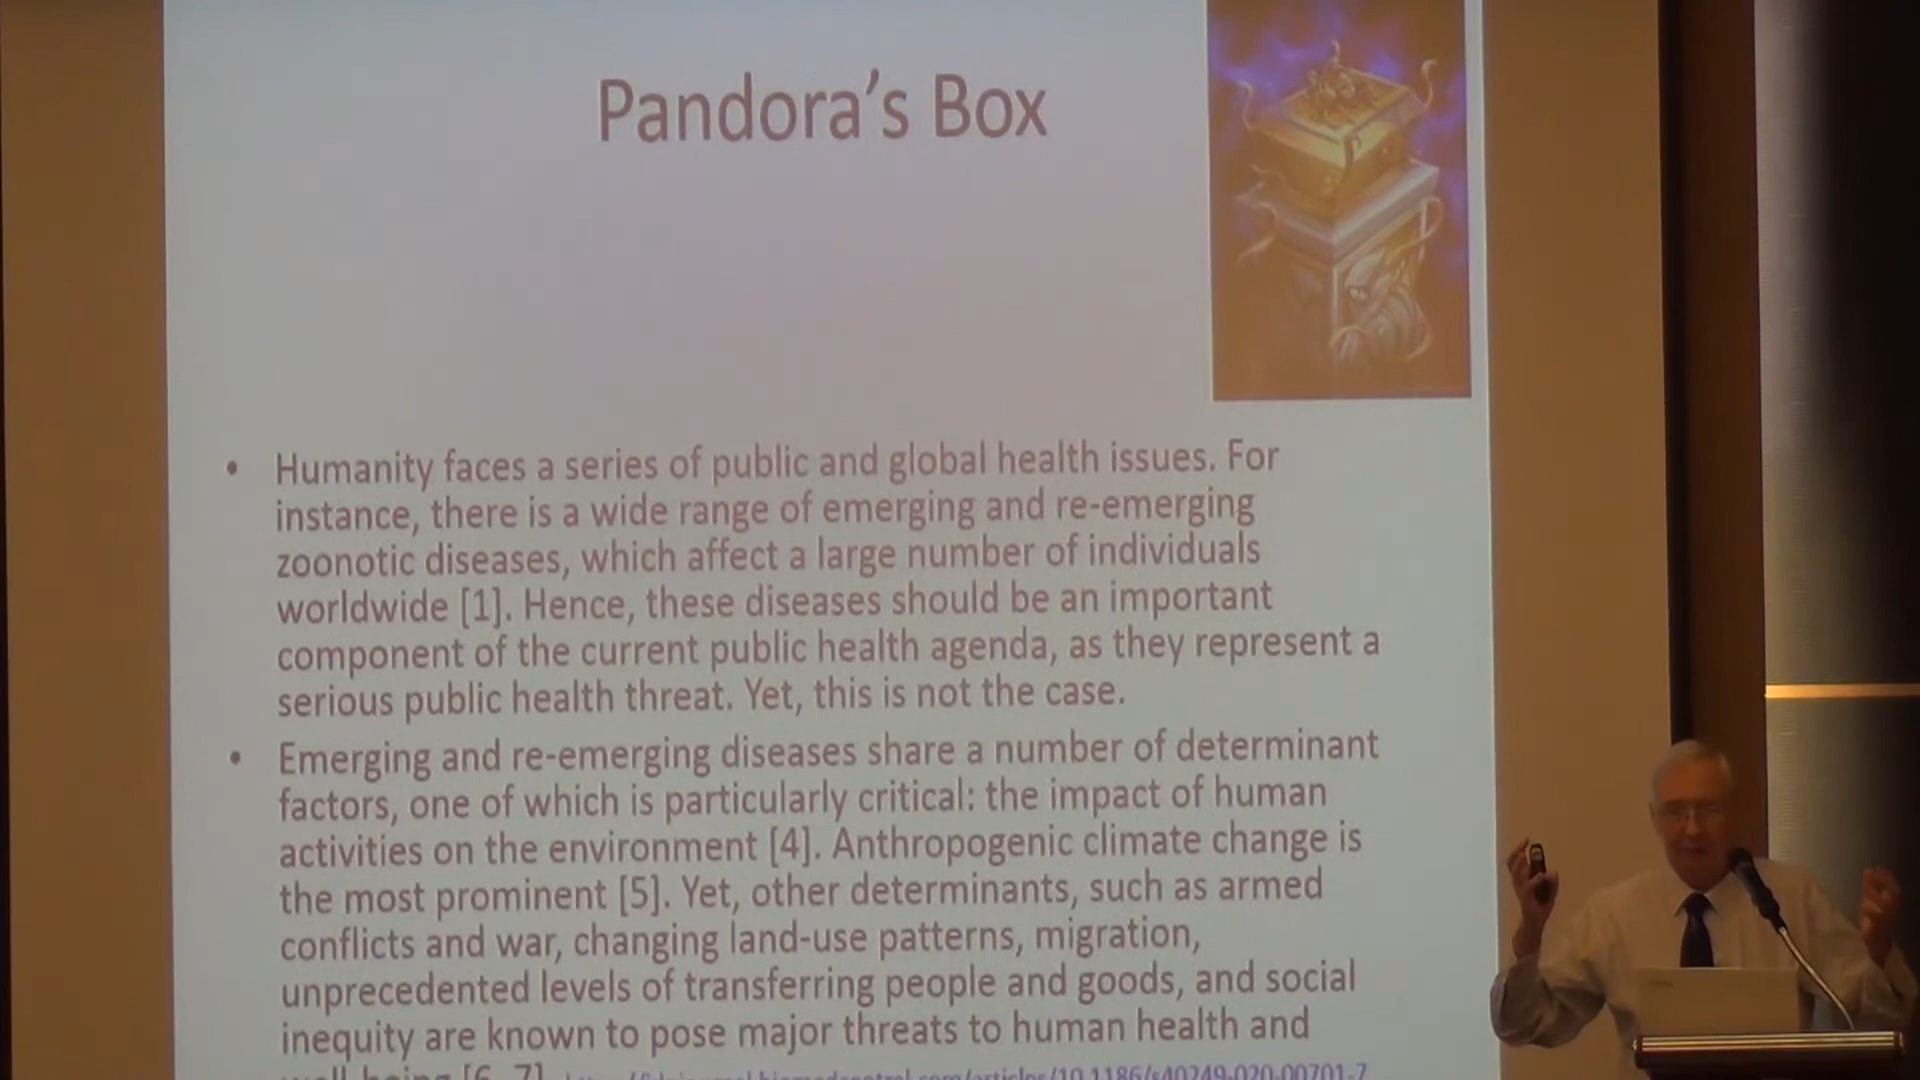 Pandora's Box
• Humanity faces a series of public and global health issues. For
instance, there is a wide range of emerging and re-emerging
zoonotic diseases, which affect a large number of individuals
worldwide [1]. Hence, these diseases should be an important
component of the current public health agenda, as they represent a
serious public health threat. Yet, this is not the case.
• Emerging and re-emerging diseases share a number of determinant
factors, one of which is particularly critical: the impact of human
activities on the environment [4]. Anthropogenic climate change is
the most prominent [5]. Yet, other determinants, such as armed
conflicts and war, changing land-use patterns, migration,
unprecedented levels of transferring people and goods, and social
inequity are known to pose major threats to human health and
well-being [6, 7].